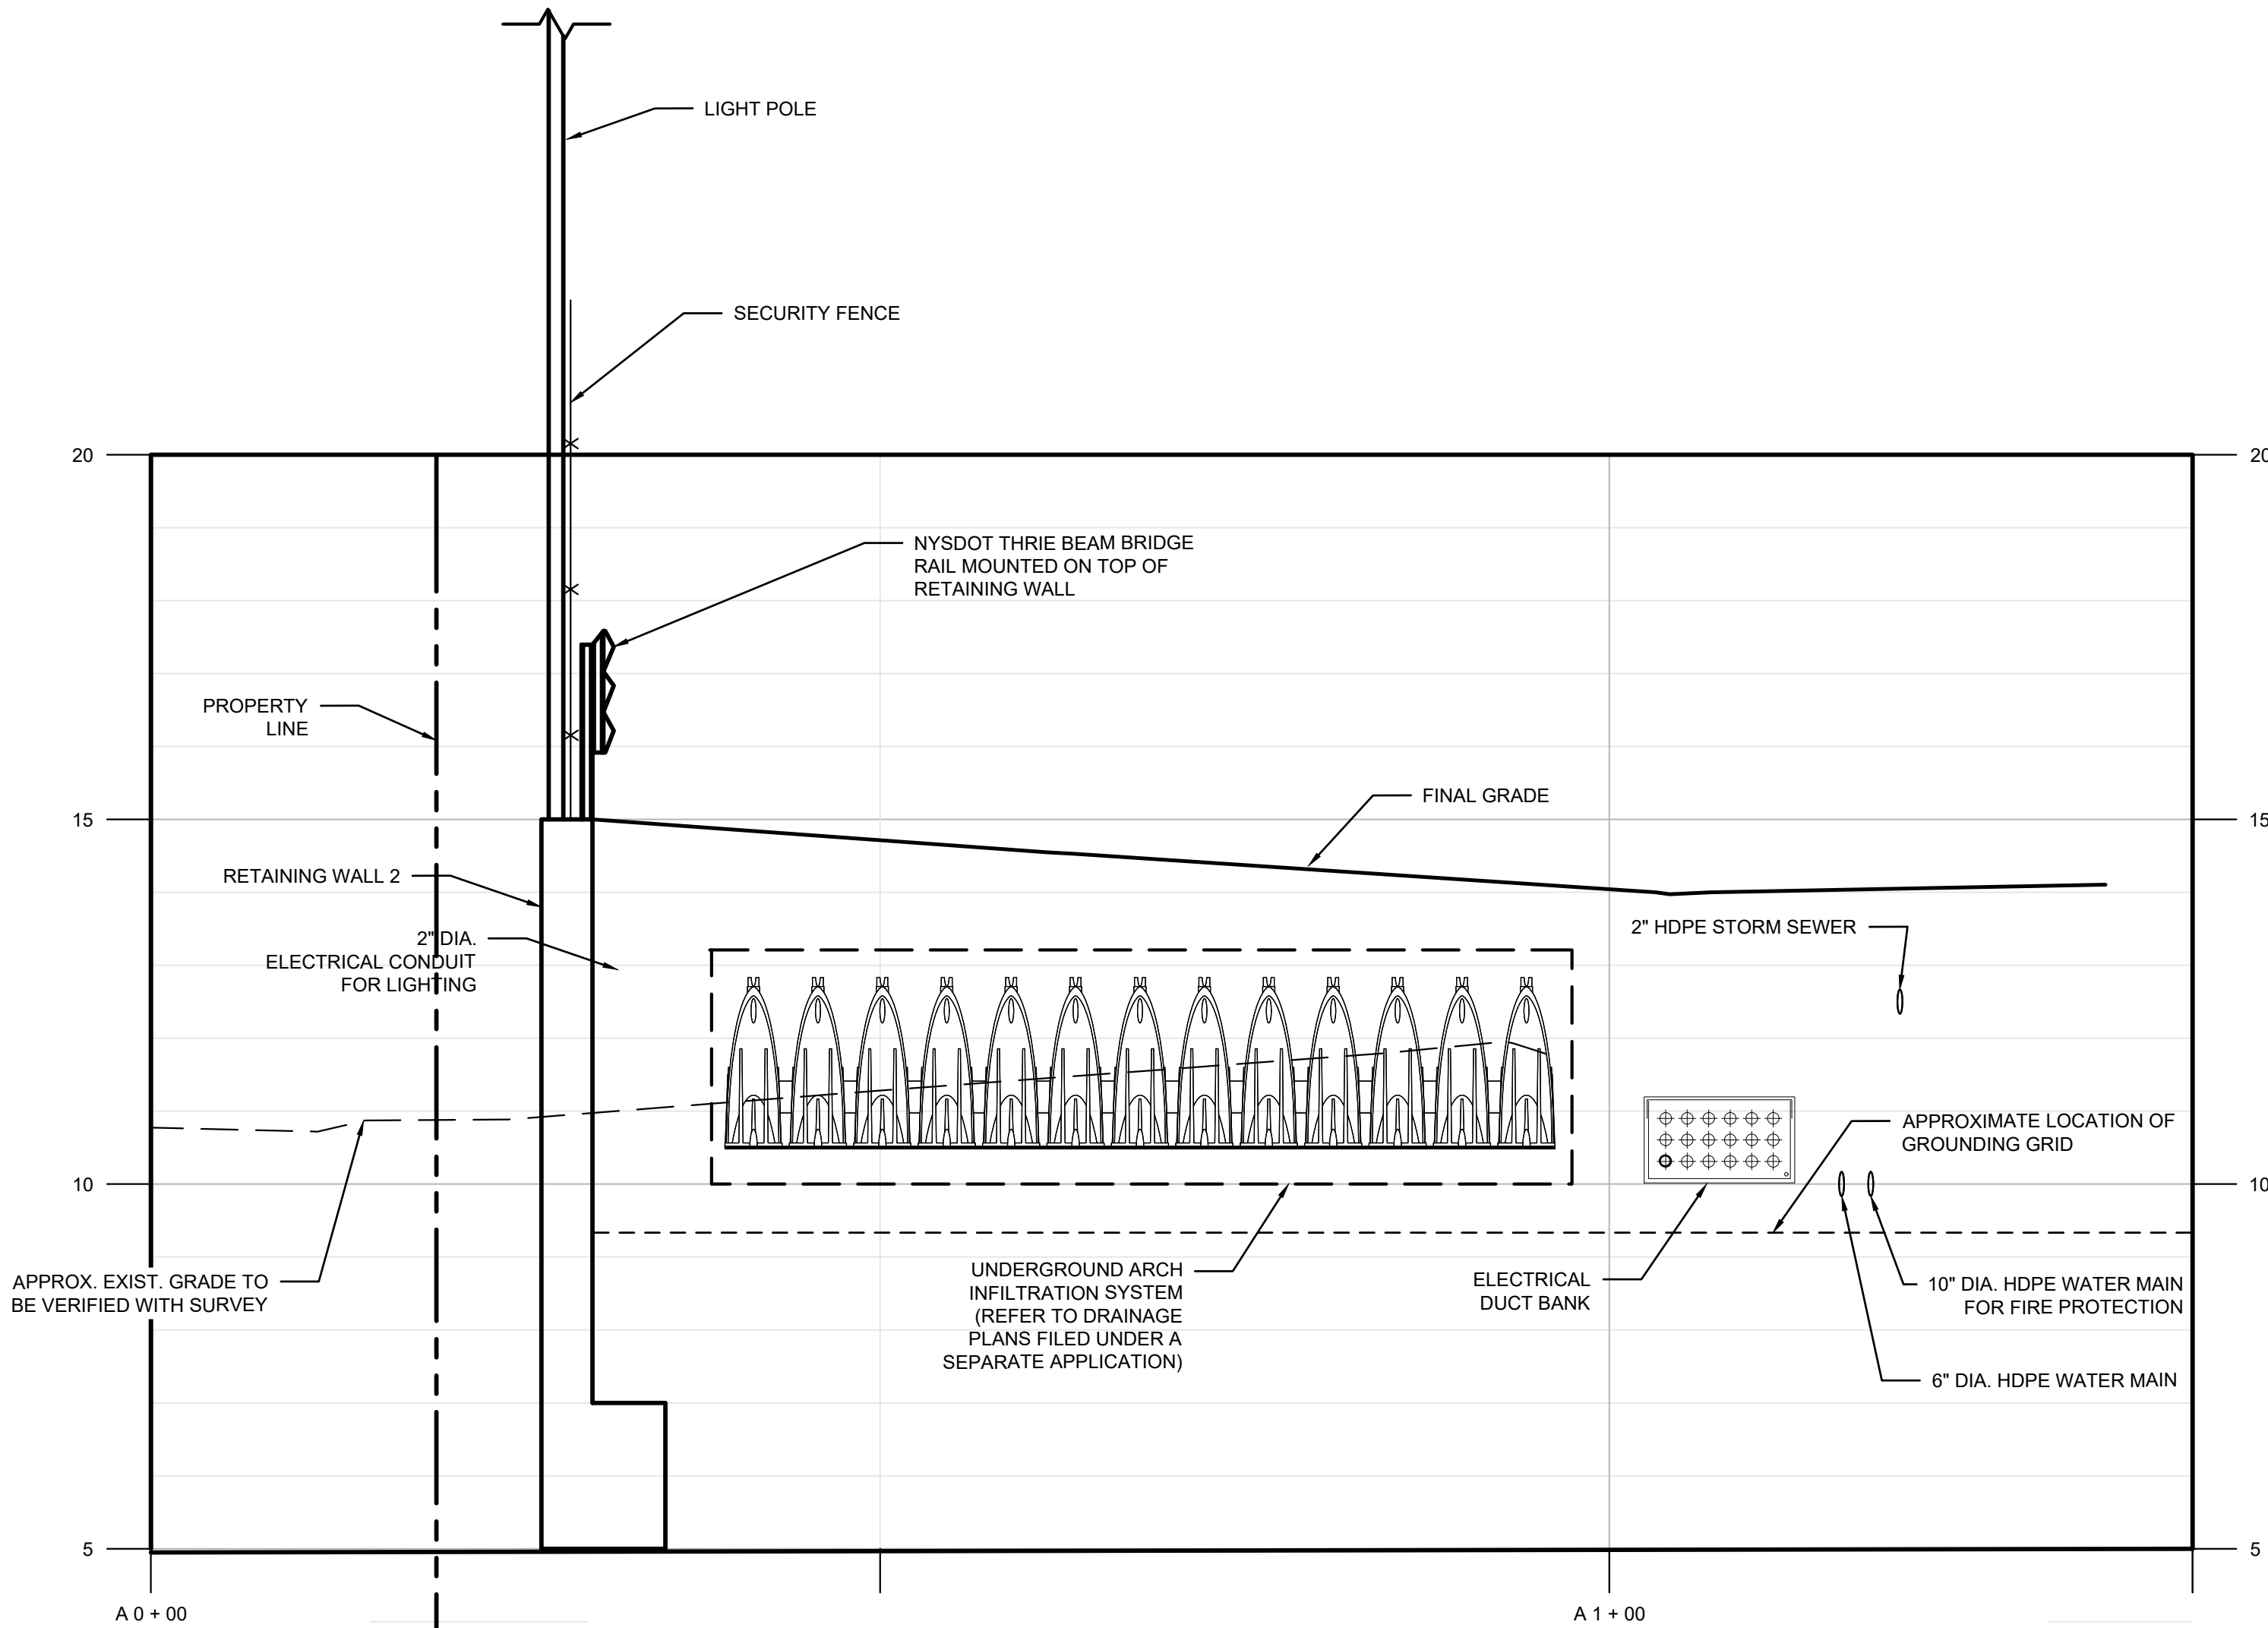 LIGHT POLE
SECURITY FENCE
20
20
NYSDOT THRIE BEAM BRIDGE
RAIL MOUNTED ON TOP OF
RETAINING WALL
PROPERTY
LINE
FINAL GRADE
15
15
RETAINING WALL 2
2" DIA.
ELECTRICAL CONDUIT
FOR LIGHTING
2" HDPE STORM SEWER
APPROXIMATE LOCATION OF
GROUNDING GRID
10
10
APPROX. EXIST. GRADE TO
BE VERIFIED WITH SURVEY
UNDERGROUND ARCH
INFILTRATION SYSTEM
(REFER TO DRAINAGE
PLANS FILED UNDER A
SEPARATE APPLICATION)
ELECTRICAL
DUCT BANK
10" DIA. HDPE WATER MAIN
FOR FIRE PROTECTION
6" DIA. HDPE WATER MAIN
5
5
A 0 + 00
A 1 + 00